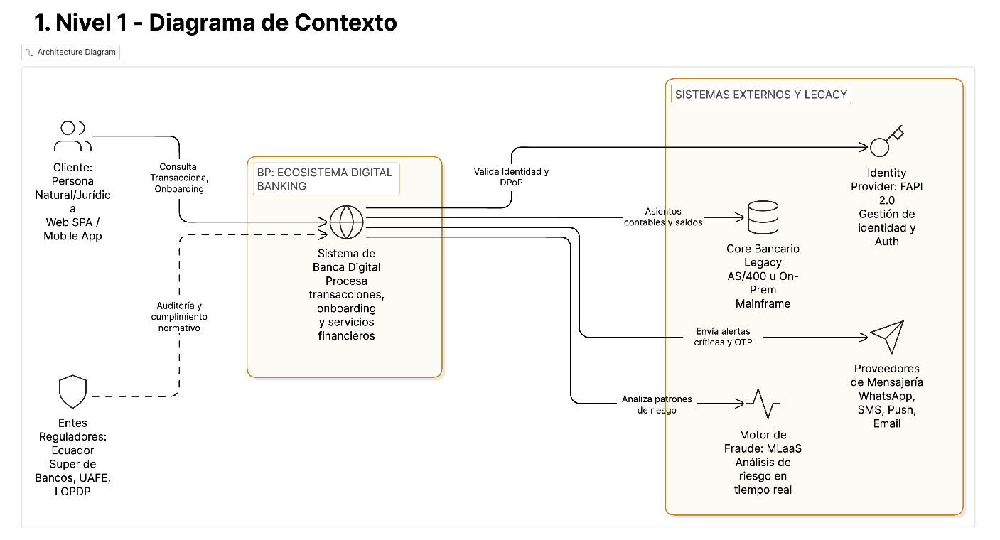 1. Nivel 1 - Diagrama de Contexto
Architecture Diagram
Cliente:
Persona
Natural/Jurídic
a
Web SPA /
Mobile App
Consulta,
Transacciona,
Onboarding
Auditoría y
cumplimiento
normativo
Entes
Reguladores:
Ecuador
Super de
Bancos, UAFE,
LOPDP
BP: ECOSISTEMA DIGITAL
BANKING
Sistema de
Banca Digital
Procesa
transacciones,
onboarding
y servicios
financieros
Valida Identidad y
DPoP
Asientos
contables y saldos
Envía alertas
críticas y OTP
Analiza patrones
de riesgo
SISTEMAS EXTERNOS Y LEGACY
Identity
Provider: FAPI
2.0
Gestión de
identidad y
Auth
Core Bancario
Legacy
AS/400 u On-
Prem
Mainframe
Proveedores
de Mensajería
WhatsApp,
SMS, Push,
Email
Motor de
Fraude: MLaaS
Análisis de
riesgo en
tiempo real